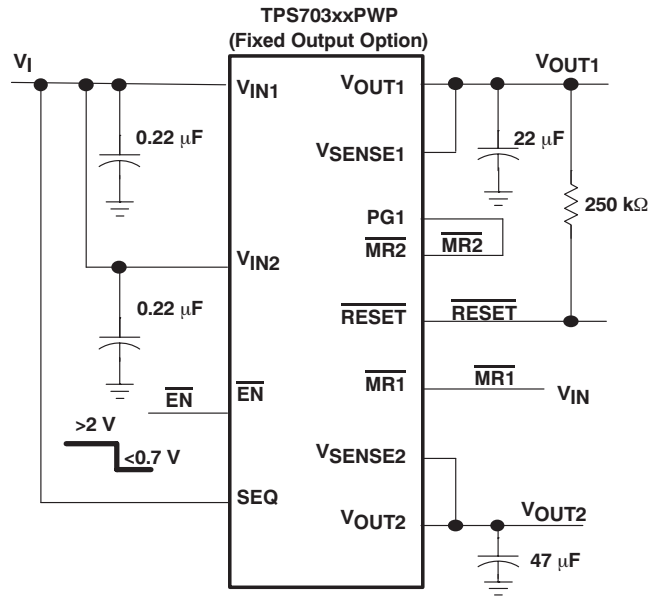 TPS703xxPWP
(Fixed Output Option)
VI
VIN1
VOUT1
VOUT1
0.22 μF
VSENSE1
22 μF
PG1
250 kΩ
MR2
MR2
VIN2
0.22 μF
RESET
RESET
EN
EN
MR1
MR1
VIN
>2 V
<0.7 V
VSENSE2
SEQ
VOUT2
VOUT2
47 μF